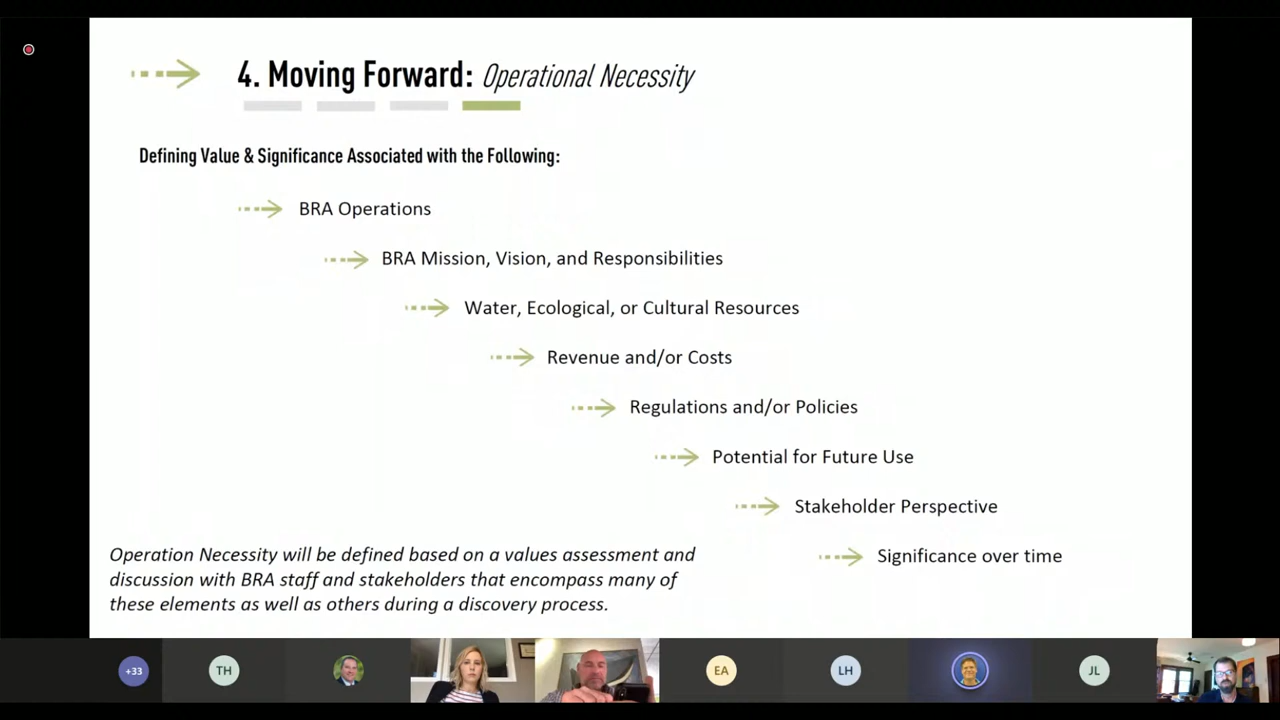 4. Moving Forward: Operational Necessity
Defining Value & Significance Associated with the Following:
BRA Operations
BRA Mission, Vision, and Responsibilities
Water, Ecological, or Cultural Resources
Revenue and/or Costs
Regulations and/or Policies
Potential for Future Use
Stakeholder Perspective
Significance over time
Operation Necessity will be defined based on a values assessment and
discussion with BRA staff and stakeholders that encompass many of
these elements as well as others during a discovery process.
+33
TH
EA
LH
JL